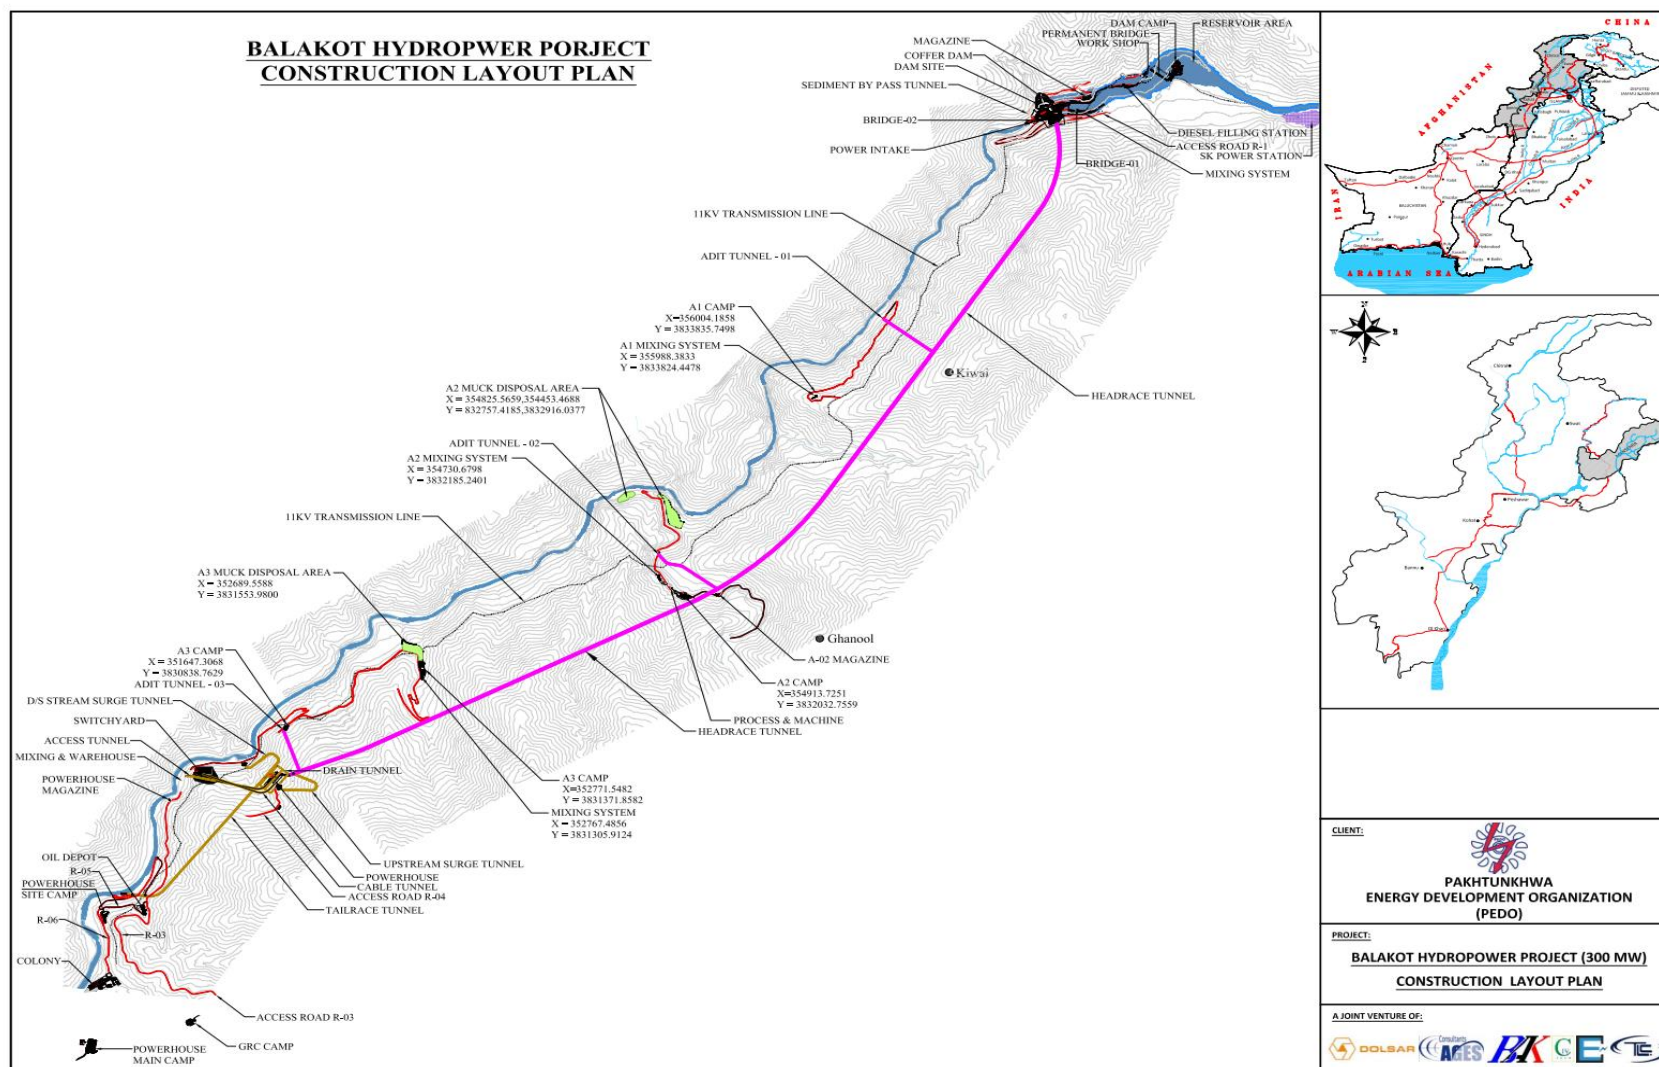 BALAKOT HYDROPWER PORJECT
CONSTRUCTION LAYOUT PLAN
DAM CAMP
RESERVOIR AREA
PERMANENT BRIDGE
WORK SHOP
MAGAZINE
COFFER DAM
DAM SITE
SEDIMENT BY PASS TUNNEL
BRIDGE-02
POWER INTAKE
DIESEL FILLING STATION
ACCESS ROAD R-1
SK POWER STATION
BRIDGE-01
MIXING SYSTEM
11KV TRANSMISSION LINE
ADIT TUNNEL - 01
A1 CAMP
X=356004.1858
Y = 3833835.7498
A1 MIXING SYSTEM
X = 355988.3833
Y = 3833824.4478
Kiwai
HEADRACE TUNNEL
A2 MUCK DISPOSAL AREA
X = 354825.5659,354453.4688
Y = 832757.4185,3832916.0377
ADIT TUNNEL - 02
A2 MIXING SYSTEM
X = 354730.6798
Y = 3832185.2401
11KV TRANSMISSION LINE
A3 MUCK DISPOSAL AREA
X = 352689.5588
Y = 3831553.9800
Ghanool
A-02 MAGAZINE
A2 CAMP
X=354913.7251
Y = 3832032.7559
PROCESS & MACHINE
HEADRACE TUNNEL
A3 CAMP
X = 351647.3068
Y = 3830838.7629
ADIT TUNNEL - 03
D/S STREAM SURGE TUNNEL
SWITCHYARD
ACCESS TUNNEL
MIXING & WAREHOUSE
POWERHOUSE
MAGAZINE
DRAIN TUNNEL
A3 CAMP
X=352771.5482
Y = 3831371.8582
MIXING SYSTEM
X = 352767.4856
Y = 3831305.9124
UPSTREAM SURGE TUNNEL
POWERHOUSE
CABLE TUNNEL
ACCESS ROAD R-04
TAILRACE TUNNEL
OIL DEPOT
R-05
POWERHOUSE
SITE CAMP
R-06
R-03
COLONY
ACCESS ROAD R-03
GRC CAMP
POWERHOUSE
MAIN CAMP
CHINA
AFGHANISTAN
IRAN
INDIA
ARABIAN SEA
N
Chitral
Peshawar
Kohat
Bannu
CLIENT:
PAKHTUNKHWA
ENERGY DEVELOPMENT ORGANIZATION
(PEDO)
PROJECT:
BALAKOT HYDROPOWER PROJECT (300 MW)
CONSTRUCTION LAYOUT PLAN
A JOINT VENTURE OF:
DOLSAR
Consultants
AGES
BAK